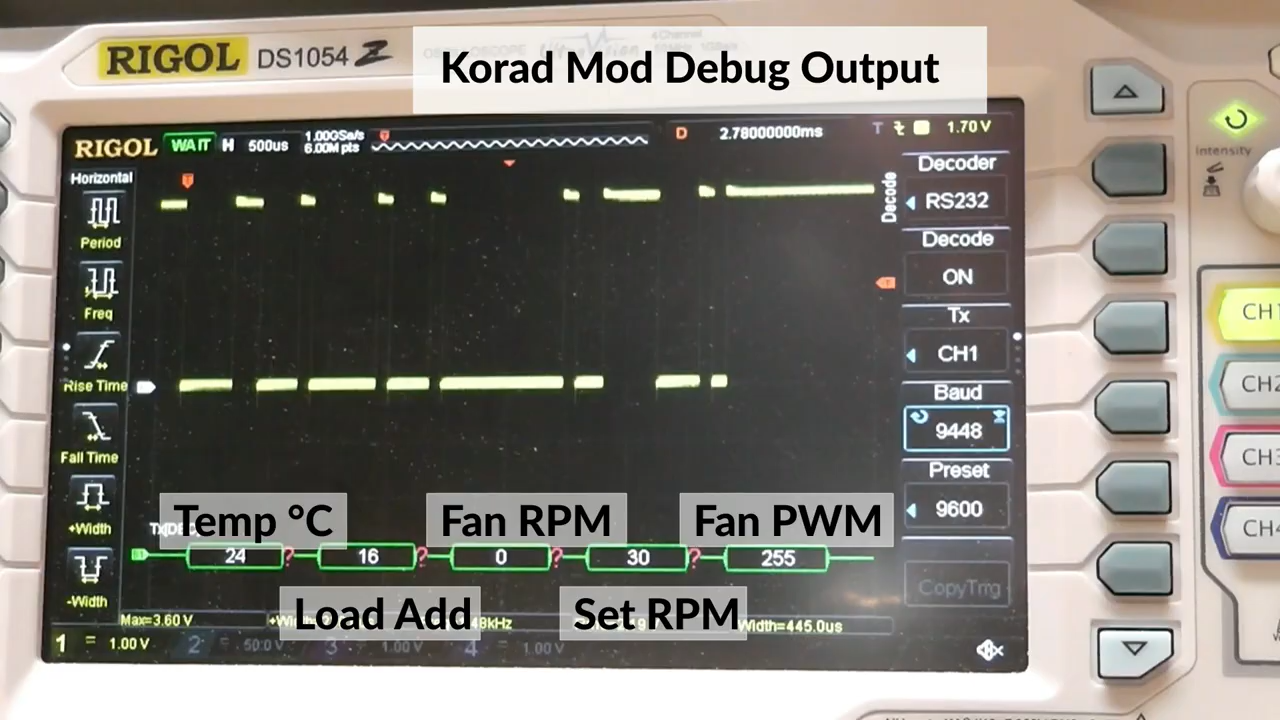 RIGOL DS1054 Z
Korad Mod Debug Output
RIGOL WAIT H 500us 1.00GSa/s 6.00M pts D 2.78000000ms T 1.70 V
Horizontal
Period
Freq
Rise Time
Fall Time
+Width
-Width
Decode
Decoder
RS232
Decode
ON
Tx
CH1
Baud
9448
Preset
9600
CopyTrig
Temp °C
Fan RPM
Fan PWM
24 ? 16 ? 0 ? 30 ? 255
Load Add
Set RPM
Max=3.60 V
Width=445.0us
1 = 1.00 V 2 = 50.0 V 3 1.00 V 4 = 1.00 V
Intensity
CH1
CH2
CH3
CH4